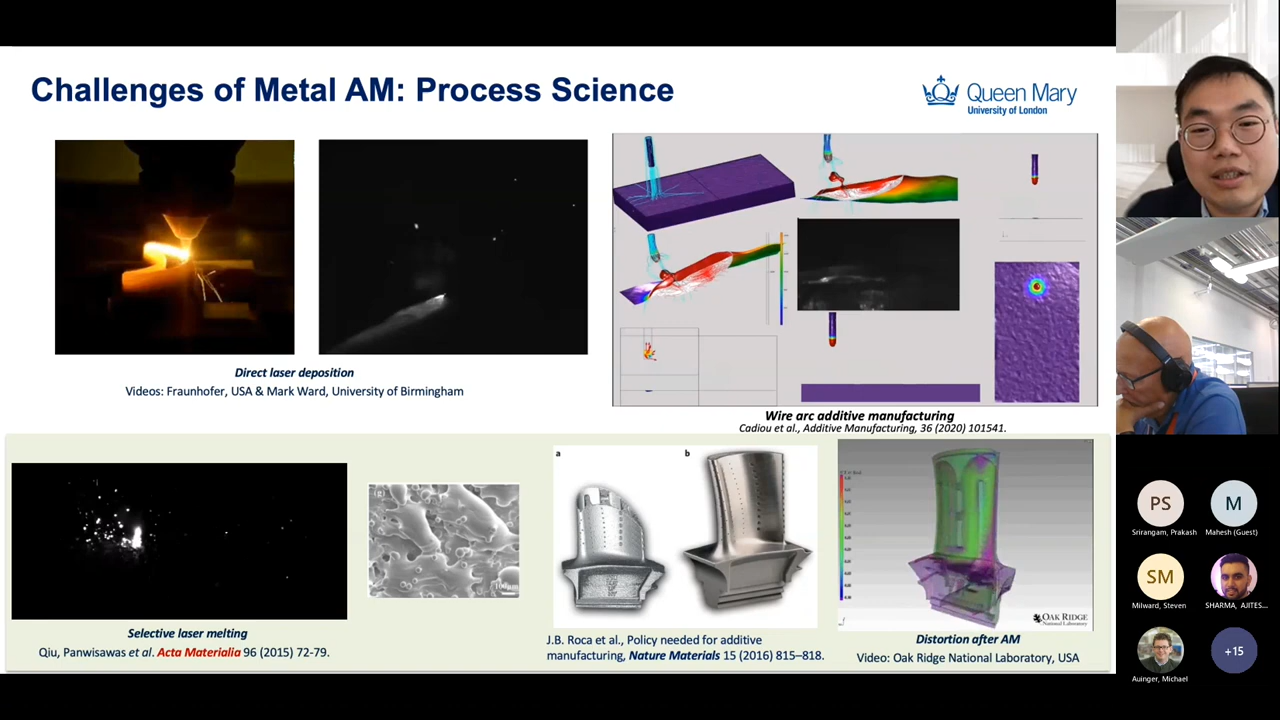 Challenges of Metal AM: Process Science
Queen Mary
University of London
Direct laser deposition
Videos: Fraunhofer, USA & Mark Ward, University of Birmingham
Wire arc additive manufacturing
Cadiou et al., Additive Manufacturing, 36 (2020) 101541.
(g)
100μm
a
b
OAK RIDGE
National Laboratory
Selective laser melting
Qiu, Panwisawas et al. Acta Materialia 96 (2015) 72-79.
J.B. Roca et al., Policy needed for additive
manufacturing, Nature Materials 15 (2016) 815–818.
Distortion after AM
Video: Oak Ridge National Laboratory, USA
PS
Srirangam, Prakash
M
Mahesh (Guest)
SM
Milward, Steven
SHARMA, AJITES...
Auinger, Michael
+15